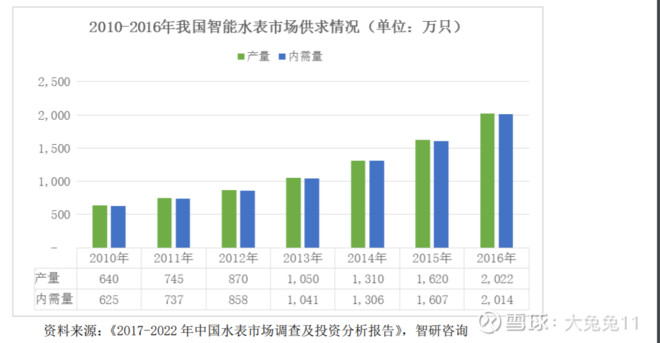 2010-2016年我国智能水表市场供求情况（单位：万只）
产量 内需量
2,500
2,000
1,500
1,000
500
-
2010年 2011年 2012年 2013年 2014年 2015年 2016年
产量 640 745 870 1,050 1,310 1,620 2,022
内需量 625 737 858 1,041 1,306 1,607 2,014
资料来源：《2017-2022年中国水表市场调查及投资分析报告》，智研咨询
雪球：大兔兔11